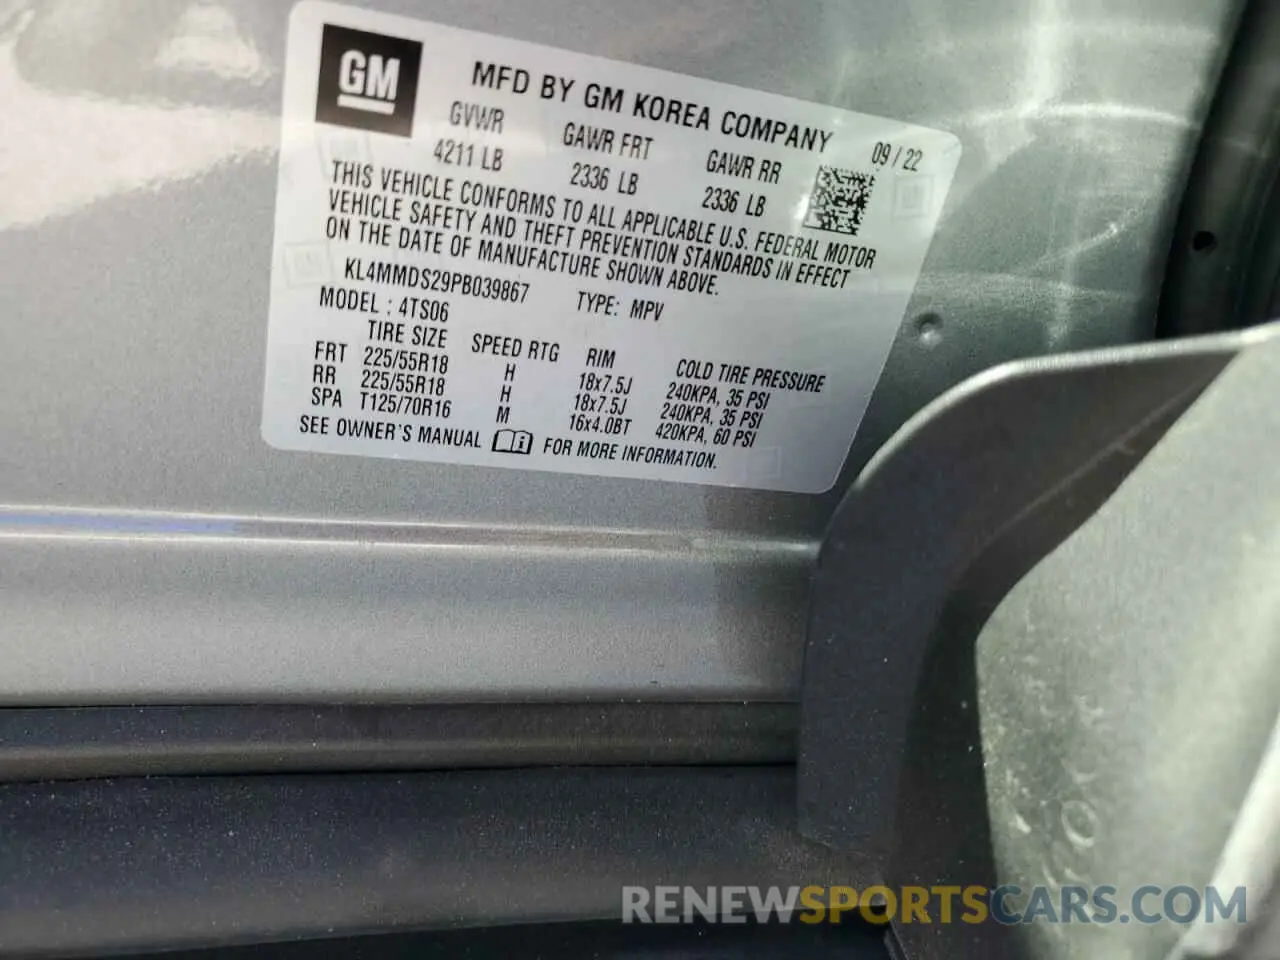 GM
MFD BY GM KOREA COMPANY
GVWR GAWR FRT GAWR RR 09 / 22
4211 LB 2336 LB 2336 LB
THIS VEHICLE CONFORMS TO ALL APPLICABLE U.S. FEDERAL MOTOR
VEHICLE SAFETY AND THEFT PREVENTION STANDARDS IN EFFECT
ON THE DATE OF MANUFACTURE SHOWN ABOVE.
KL4MMDS29PB039867 TYPE: MPV
MODEL : 4TS06
TIRE SIZE SPEED RTG RIM COLD TIRE PRESSURE
FRT 225/55R18 H 18x7.5J 240KPA, 35 PSI
RR 225/55R18 H 18x7.5J 240KPA, 35 PSI
SPA T125/70R16 M 16x4.0BT 420KPA, 60 PSI
SEE OWNER'S MANUAL FOR MORE INFORMATION.
RENEWSPORTSCARS.COM